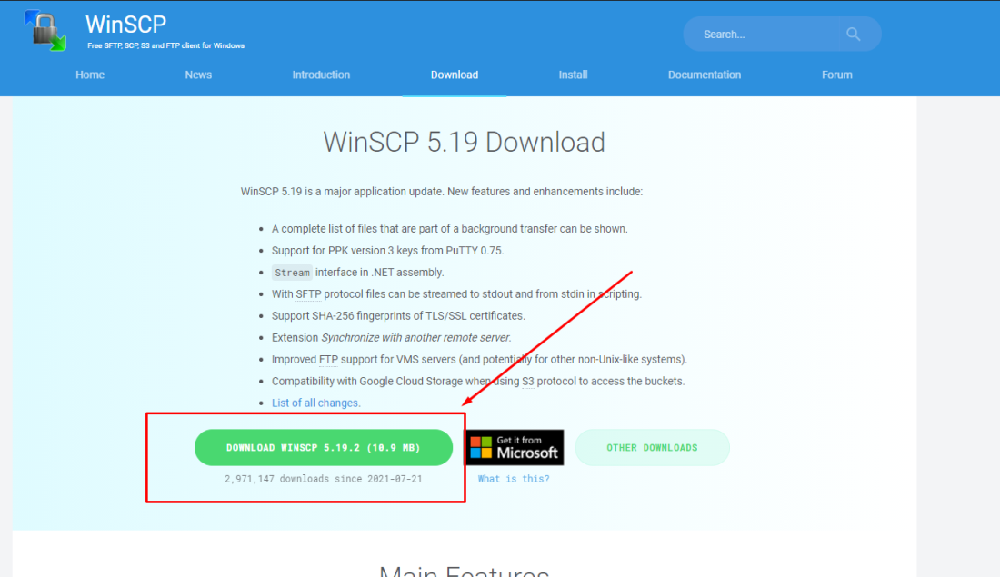 WinSCP
Free SFTP, SCP, S3 and FTP client for Windows
Search...
Home News Introduction Download Install Documentation Forum
WinSCP 5.19 Download
WinSCP 5.19 is a major application update. New features and enhancements include:
A complete list of files that are part of a background transfer can be shown.
Support for PPK version 3 keys from PuTTY 0.75.
Stream interface in .NET assembly.
With SFTP protocol files can be streamed to stdout and from stdin in scripting.
Support SHA-256 fingerprints of TLS/SSL certificates.
Extension Synchronize with another remote server.
Improved FTP support for VMS servers (and potentially for other non-Unix-like systems).
Compatibility with Google Cloud Storage when using S3 protocol to access the buckets.
List of all changes.
DOWNLOAD WINSCP 5.19.2 (10.9 MB)
Get it from
Microsoft
OTHER DOWNLOADS
2,971,147 downloads since 2021-07-21
What is this?
Main Features